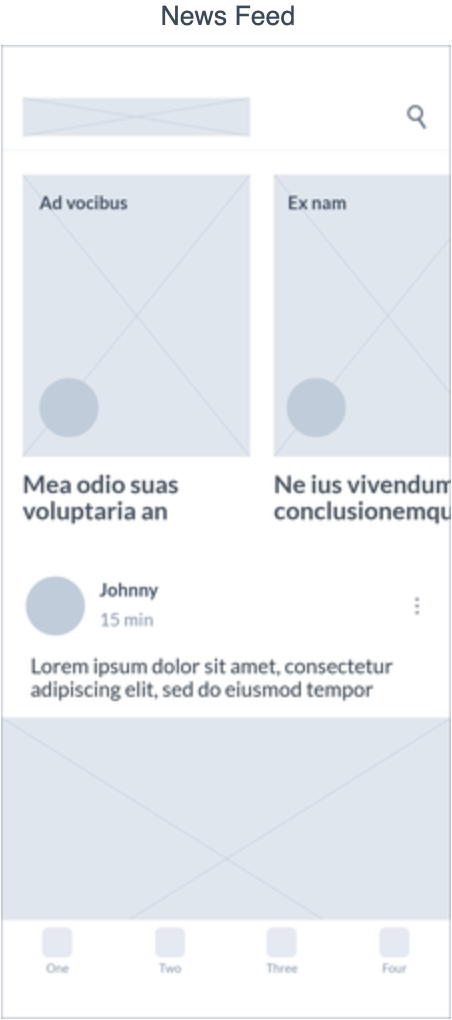 News Feed
Ad vocibus
Ex nam
Mea odio suas
voluptaria an
Ne ius vivendum
conclusionemqu
Johnny
15 min
Lorem ipsum dolor sit amet, consectetur
adipiscing elit, sed do eiusmod tempor
One
Two
Three
Four